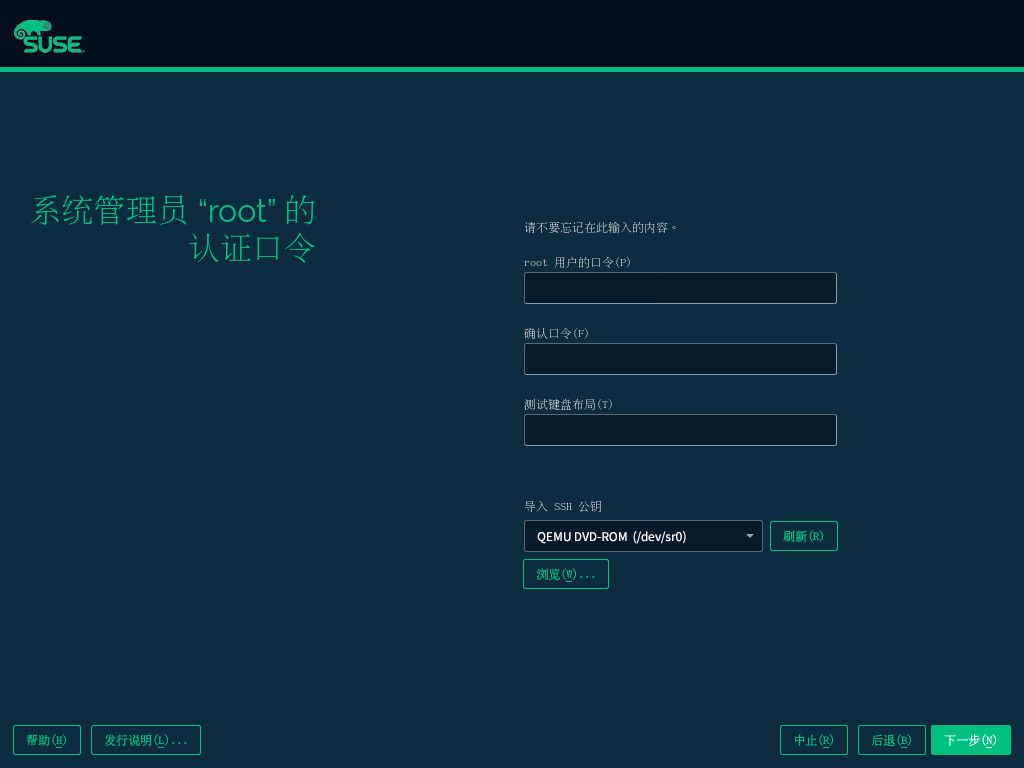 SUSE
系统管理员 “root” 的
认证口令
请不要忘记在此输入的内容。
root 用户的口令(P)
确认口令(F)
测试键盘布局(T)
导入 SSH 公钥
QEMU DVD-ROM (/dev/sr0)
刷新(R)
浏览(W)...
帮助(H)
发行说明(L)...
中止(R)
后退(B)
下一步(N)